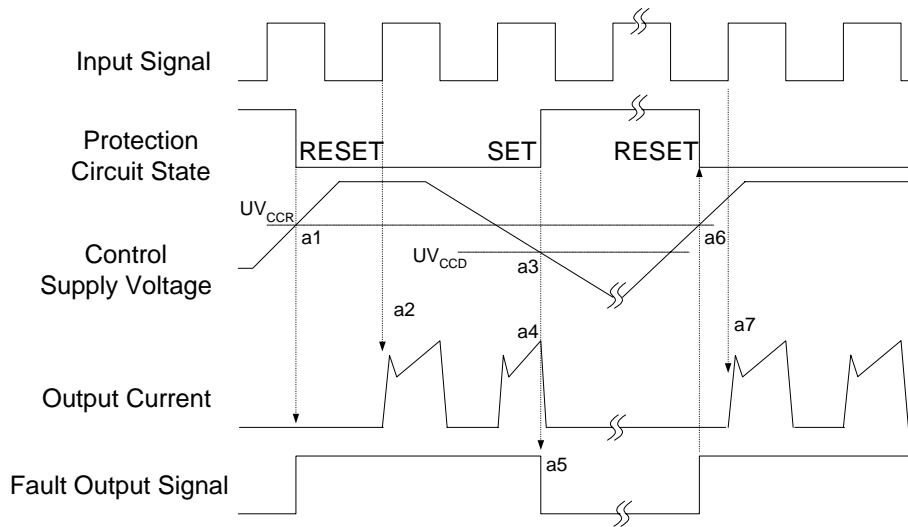 Input Signal
Protection
Circuit State
RESET
SET
RESET
UV_CCR
a1
a6
Control
Supply Voltage
UV_CCD
a3
a2
a4
a7
Output Current
a5
Fault Output Signal